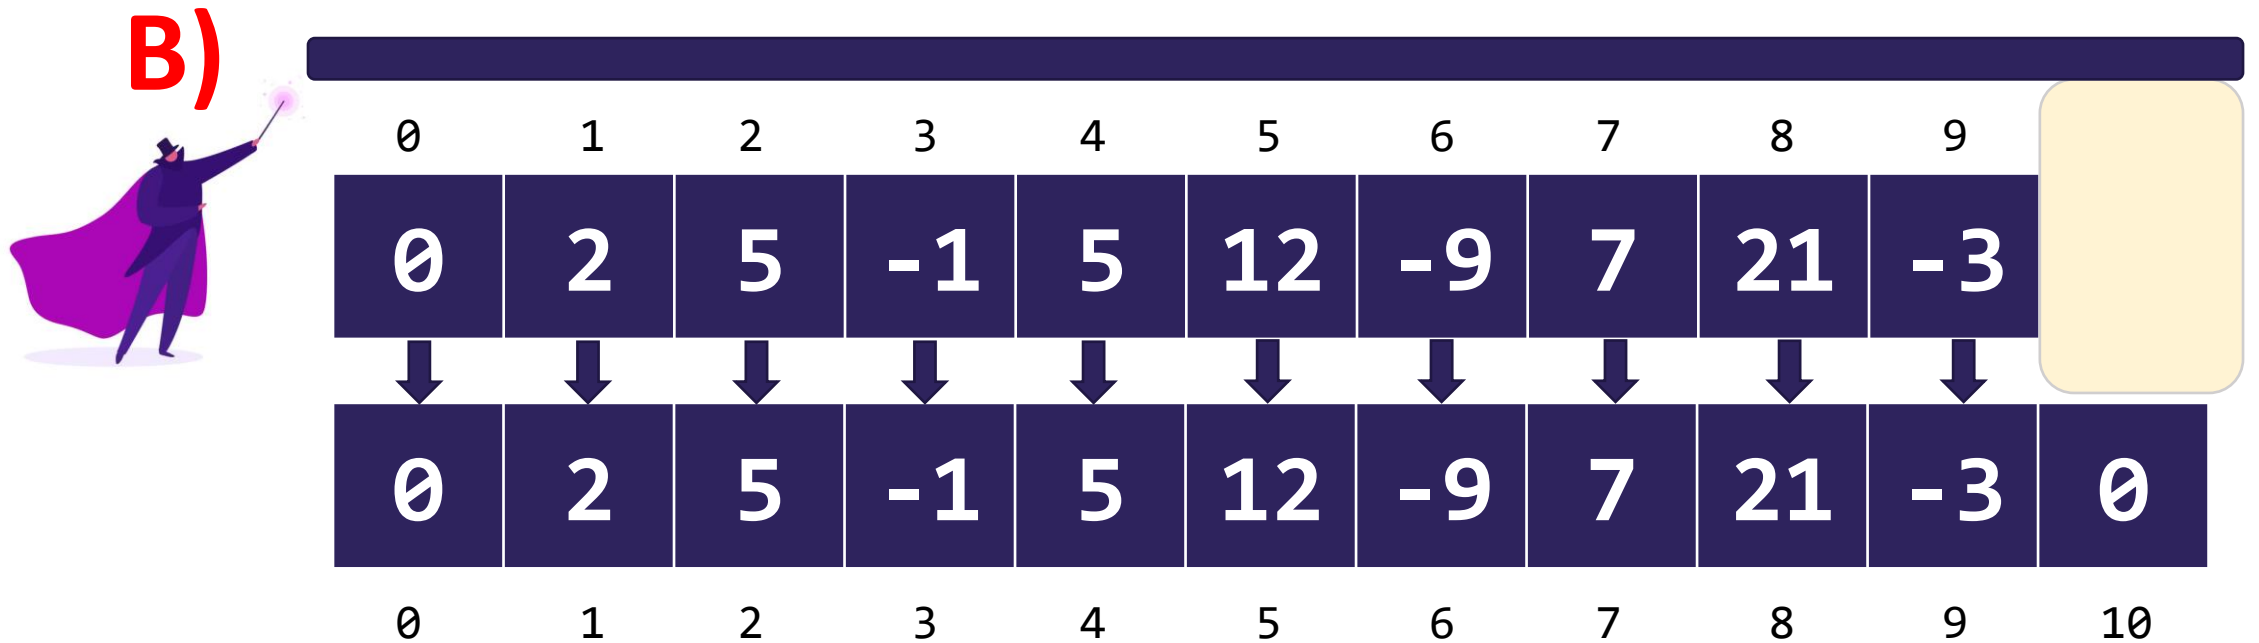 B)
0 1 2 3 4 5 6 7 8 9
0 2 5 -1 5 12 -9 7 21 -3
0 2 5 -1 5 12 -9 7 21 -3 0
0 1 2 3 4 5 6 7 8 9 10